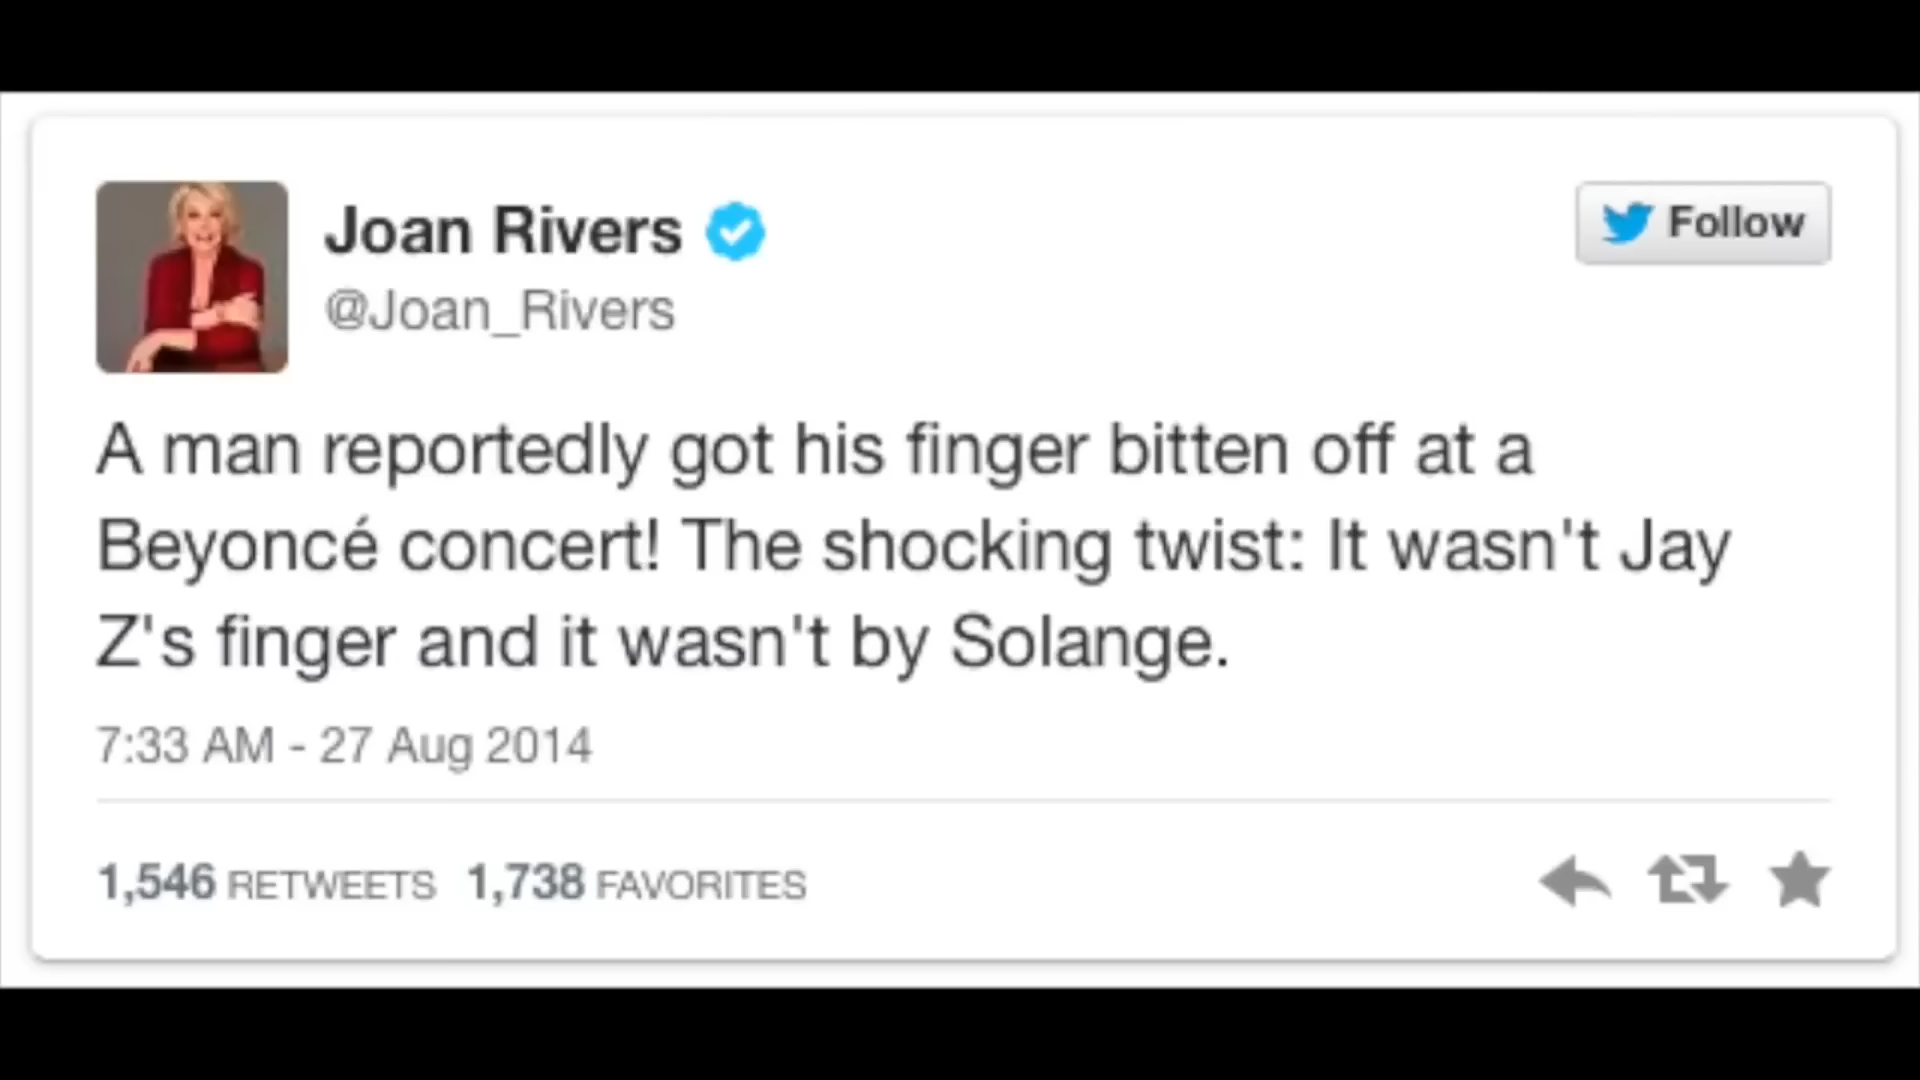 Joan Rivers
@Joan_Rivers
Follow
A man reportedly got his finger bitten off at a
Beyoncé concert! The shocking twist: It wasn't Jay
Z's finger and it wasn't by Solange.
7:33 AM - 27 Aug 2014
1,546 RETWEETS 1,738 FAVORITES